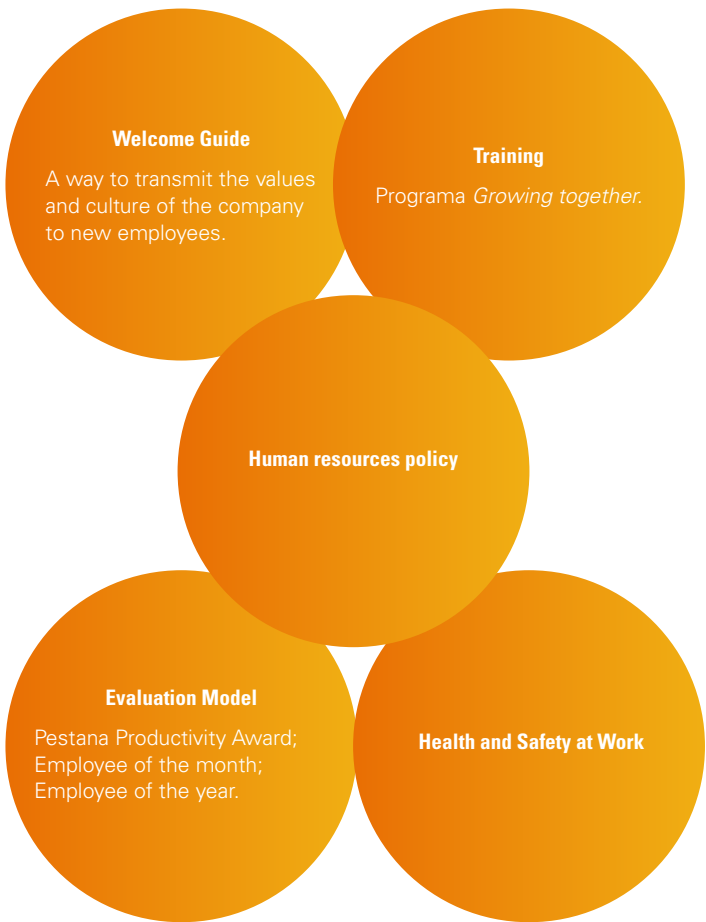 Welcome Guide
A way to transmit the values
and culture of the company
to new employees.
Training
Programa Growing together.
Human resources policy
Evaluation Model
Pestana Productivity Award;
Employee of the month;
Employee of the year.
Health and Safety at Work